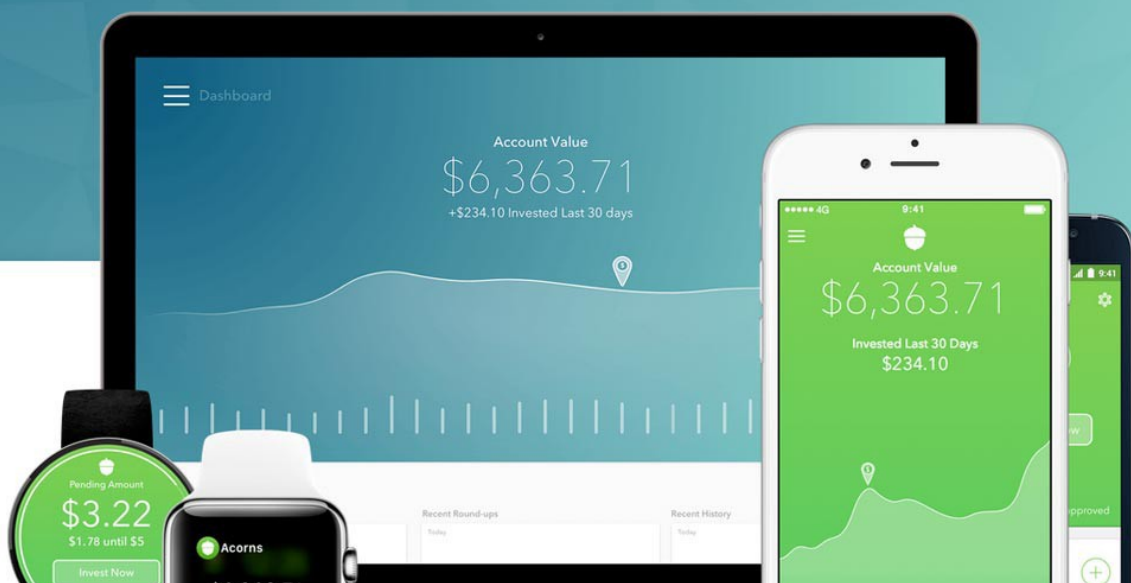 Dashboard
Account Value
$6,363.71
+$234.10 Invested Last 30 days
Recent Round-ups
Today
Recent History
Today
4G
9:41
Account Value
$6,363.71
Invested Last 30 Days
$234.10
9:41
approved
Pending Amount
$3.22
$1.78 until $5
Invest Now
Acorns